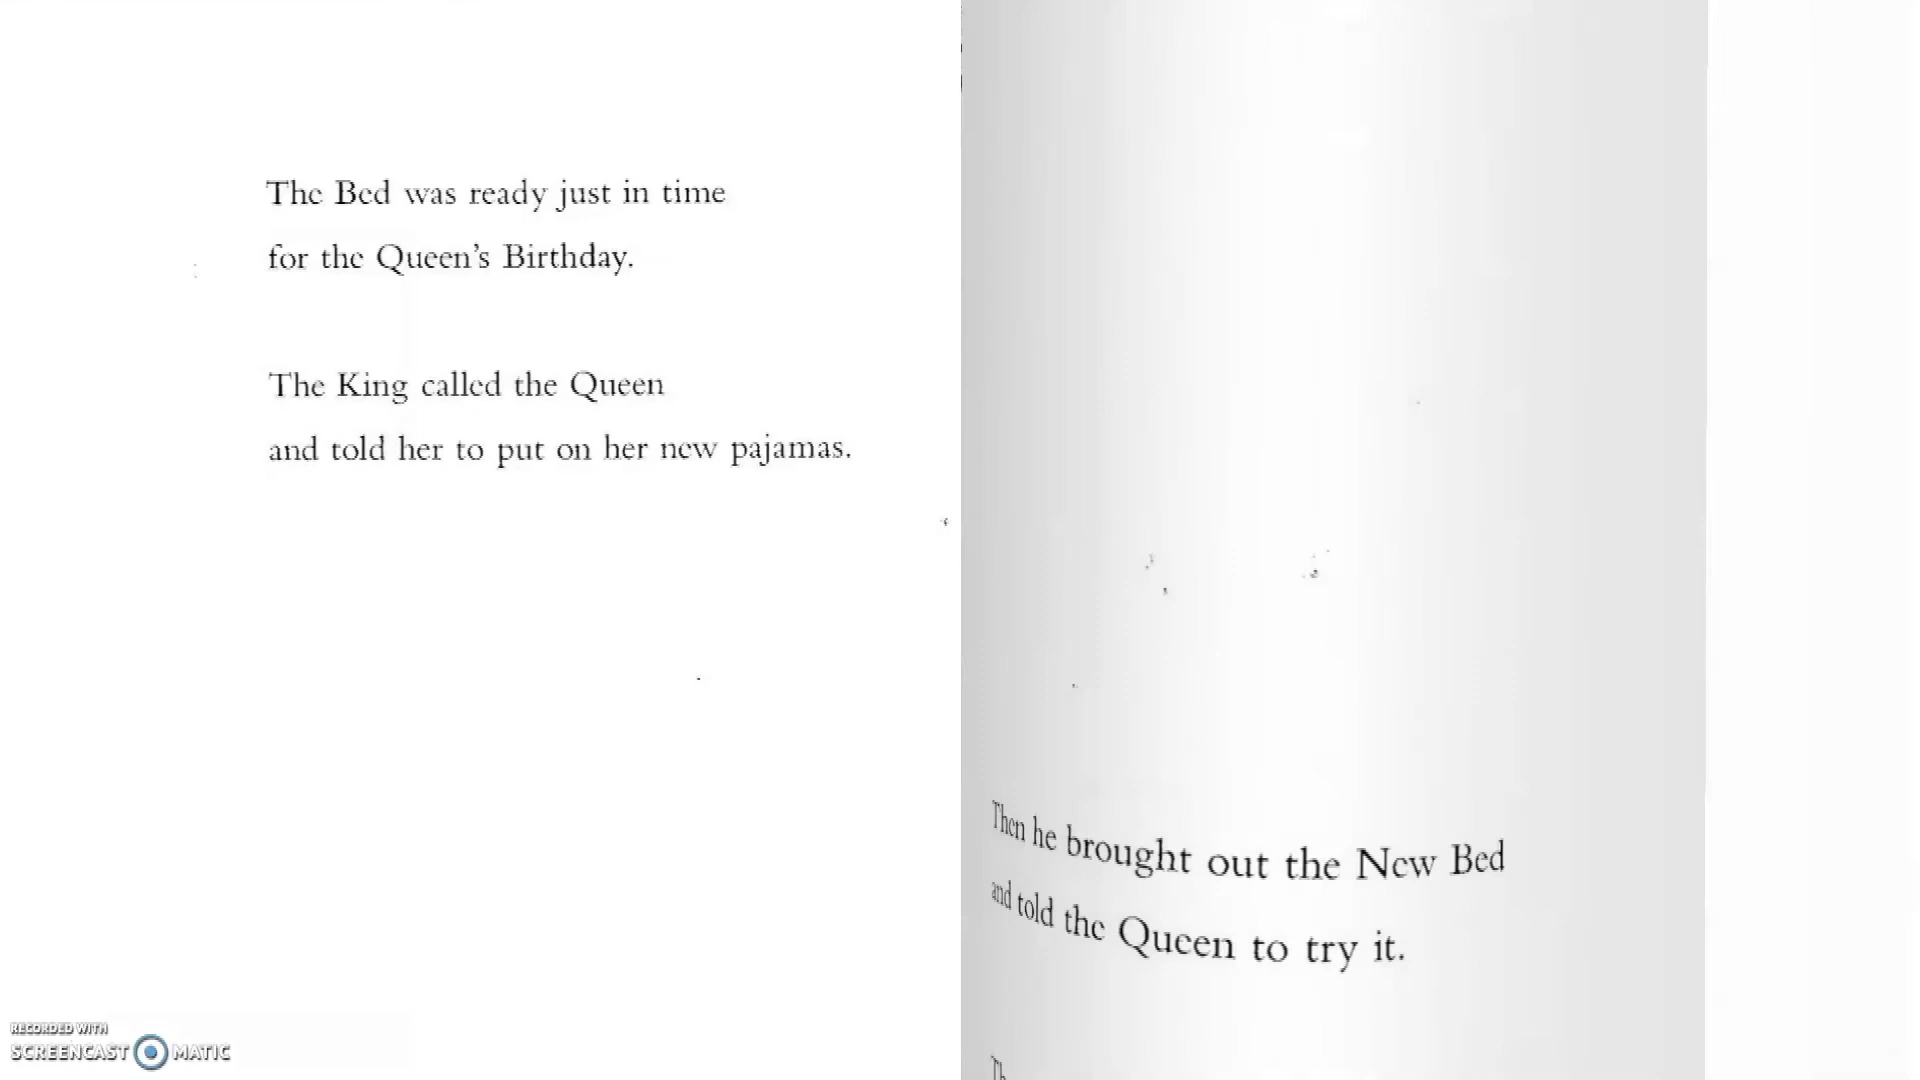 The Bed was ready just in time
for the Queen's Birthday.
The King called the Queen
and told her to put on her new pajamas.
Then he brought out the New Bed
and told the Queen to try it.
RECORDED WITH
SCREENCAST MATIC